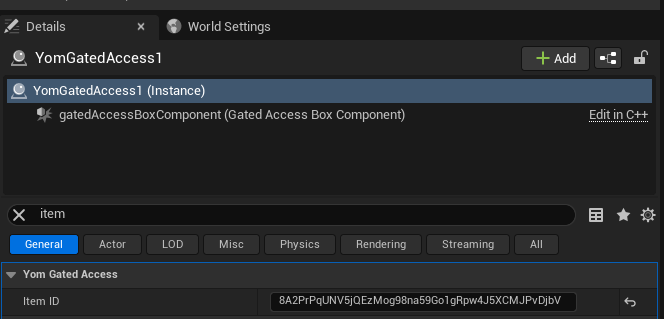 Details
World Settings
YomGatedAccess1
Add
YomGatedAccess1 (Instance)
gatedAccessBoxComponent (Gated Access Box Component)
Edit in C++
item
General
Actor
LOD
Misc
Physics
Rendering
Streaming
All
Yom Gated Access
Item ID
8A2PrPqUNV5jQEzMog98na59Go1gRpw4J5XCMJPvDjbV